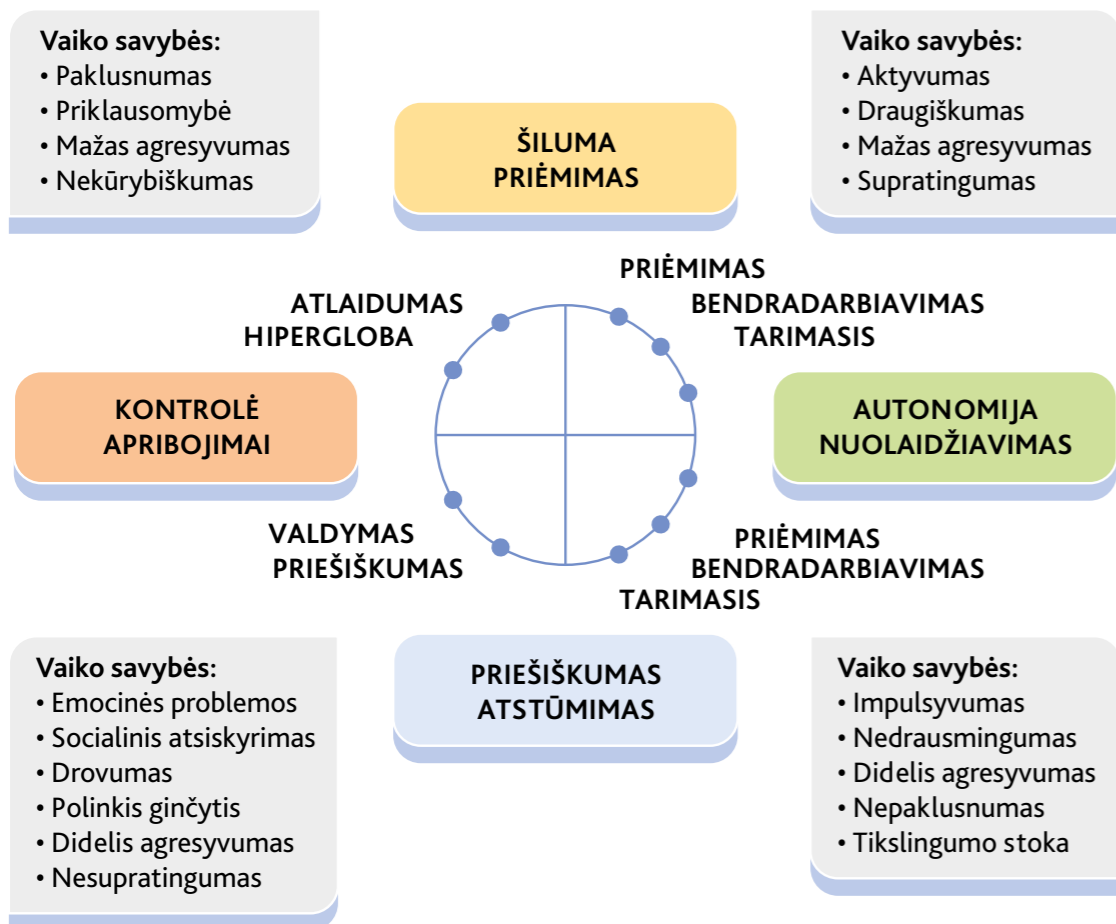 Vaiko savybės:
• Paklusnumas
• Priklausomybė
• Mažas agresyvumas
• Nekūrybiškumas
ŠILUMA
PRIĖMIMAS
Vaiko savybės:
• Aktyvumas
• Draugiškumas
• Mažas agresyvumas
• Supratingumas
ATLAIDUMAS
HIPERGLOBA
PRIĖMIMAS
BENDRADARBIAVIMAS
TARIMASIS
KONTROLĖ
APRIBOJIMAI
AUTONOMIJA
NUOLAIDŽIAVIMAS
VALDYMAS
PRIEŠIŠKUMAS
PRIĖMIMAS
BENDRADARBIAVIMAS
TARIMASIS
Vaiko savybės:
• Emocinės problemos
• Socialinis atsiskyrimas
• Drovumas
• Polinkis ginčytis
• Didelis agresyvumas
• Nesupratingumas
PRIEŠIŠKUMAS
ATSTŪMIMAS
Vaiko savybės:
• Impulsyvumas
• Nedrausmingumas
• Didelis agresyvumas
• Nepaklusnumas
• Tikslingumo stoka